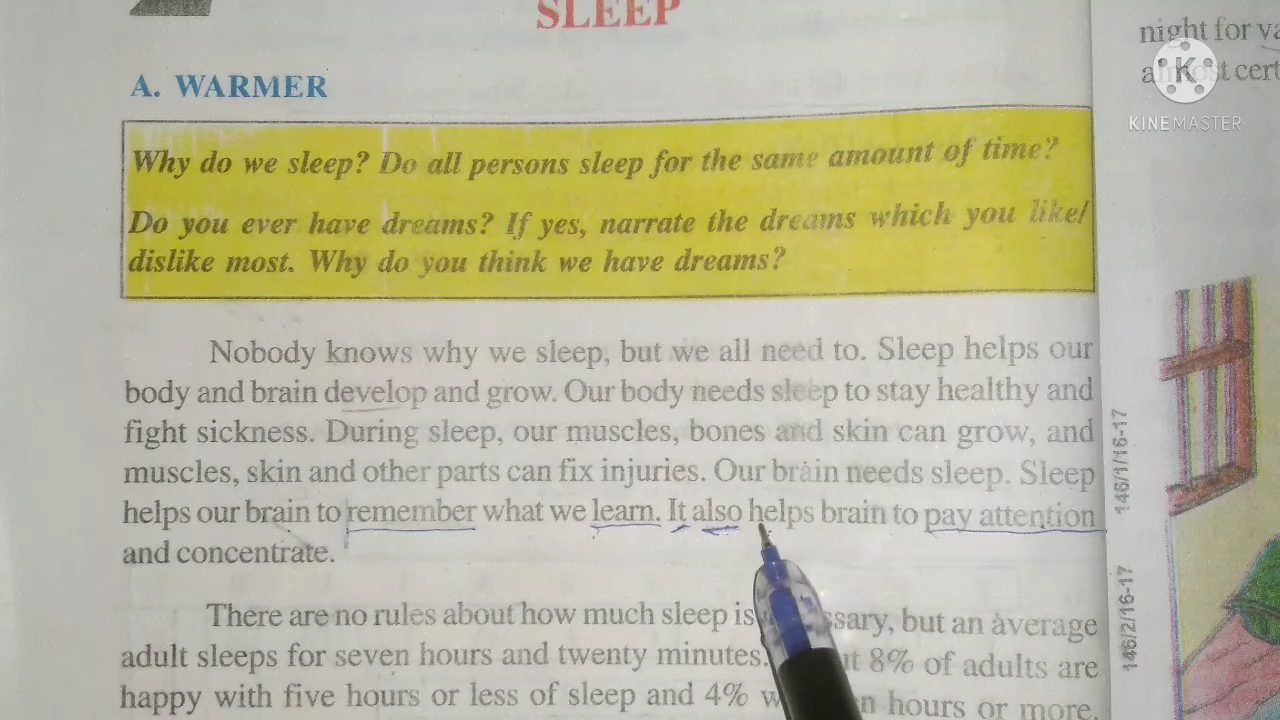 SLEEP
A. WARMER
Why do we sleep? Do all persons sleep for the same amount of time?
Do you ever have dreams? If yes, narrate the dreams which you like/
dislike most. Why do you think we have dreams?
Nobody knows why we sleep, but we all need to. Sleep helps our
body and brain develop and grow. Our body needs sleep to stay healthy and
fight sickness. During sleep, our muscles, bones and skin can grow, and
muscles, skin and other parts can fix injuries. Our brain needs sleep. Sleep
helps our brain to remember what we learn. It also helps brain to pay attention
and concentrate.
There are no rules about how much sleep is but an average
adult sleeps for seven hours and twenty minutes. 8% of adults are
happy with five hours or less of sleep and 4% hours or more.
night for
K
KINEMASTER
146/1/16-17
146/2/16-17